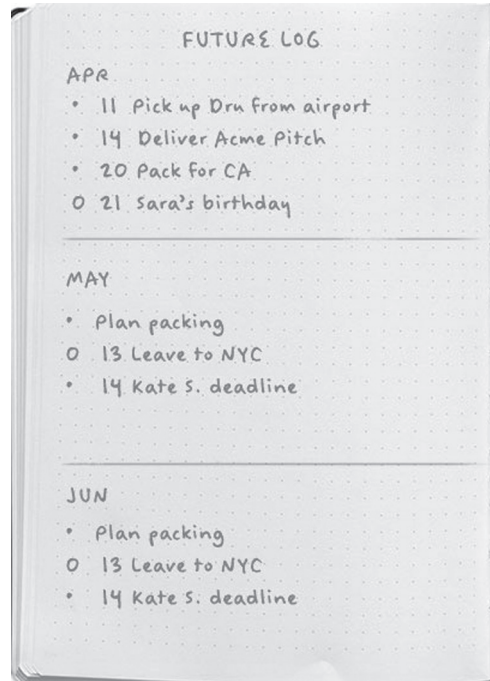 FUTURE LOG
APR
• 11 Pick up Dru from airport
• 14 Deliver Acme Pitch
• 20 Pack for CA
O 21 Sara's birthday
MAY
• Plan packing
O 13 Leave to NYC
• 14 Kate S. deadline
JUN
• Plan packing
O 13 Leave to NYC
• 14 Kate S. deadline